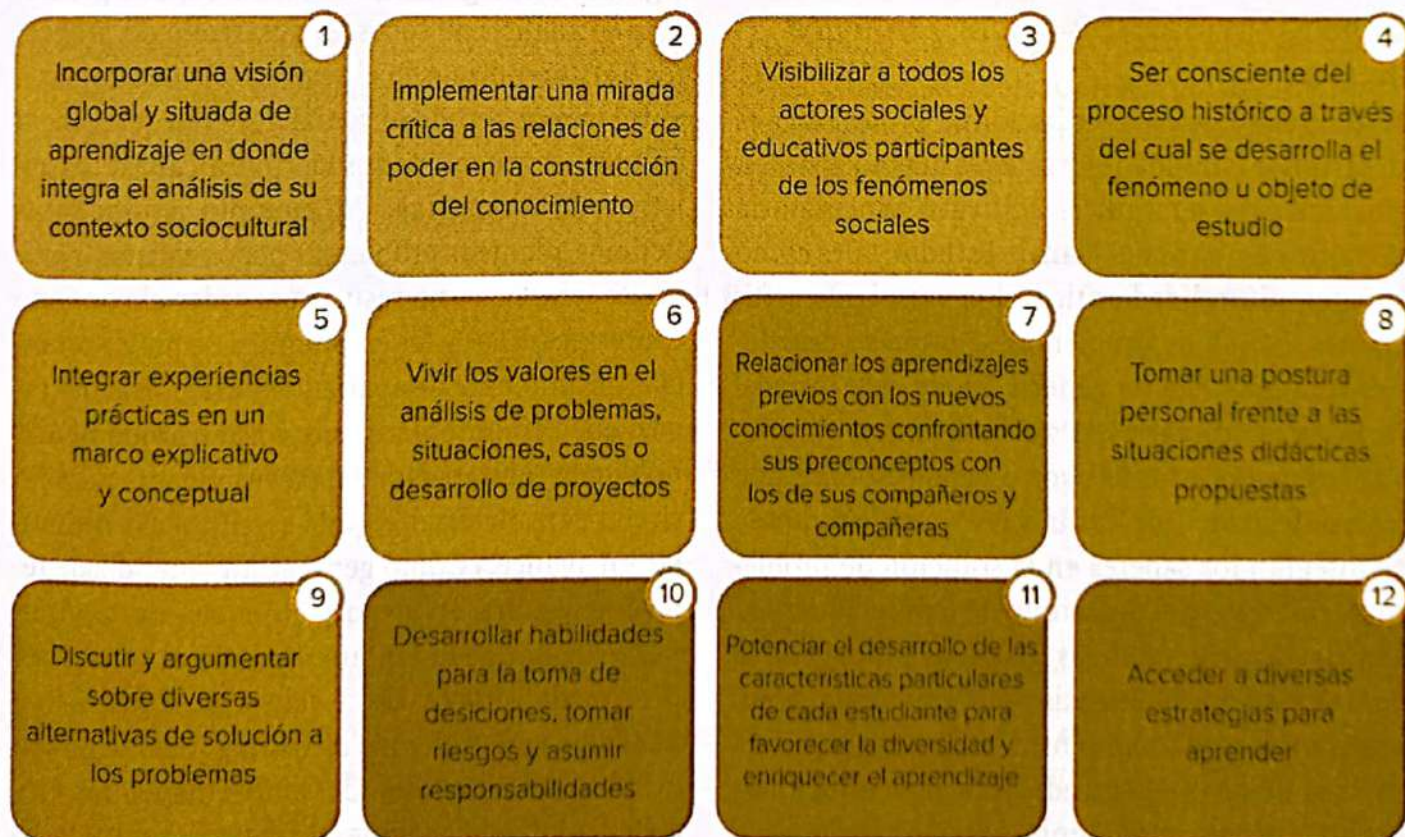 1
Incorporar una visión
global y situada de
aprendizaje en donde
integra el análisis de su
contexto sociocultural
2
Implementar una mirada
crítica a las relaciones de
poder en la construcción
del conocimiento
3
Visibilizar a todos los
actores sociales y
educativos participantes
de los fenómenos
sociales
4
Ser consciente del
proceso histórico a través
del cual se desarrolla el
fenómeno u objeto de
estudio
5
Integrar experiencias
prácticas en un
marco explicativo
y conceptual
6
Vivir los valores en el
análisis de problemas,
situaciones, casos o
desarrollo de proyectos
7
Relacionar los aprendizajes
previos con los nuevos
conocimientos confrontando
sus preconceptos con
los de sus compañeros y
compañeras
8
Tomar una postura
personal frente a las
situaciones didácticas
propuestas
9
Discutir y argumentar
sobre diversas
alternativas de solución a
los problemas
10
Desarrollar habilidades
para la toma de
desiciones, tomar
riesgos y asumir
responsabilidades
11
Potenciar el desarrollo de las
características particulares
de cada estudiante para
favorecer la diversidad y
enriquecer el aprendizaje
12
Acceder a diversas
estrategias para
aprender